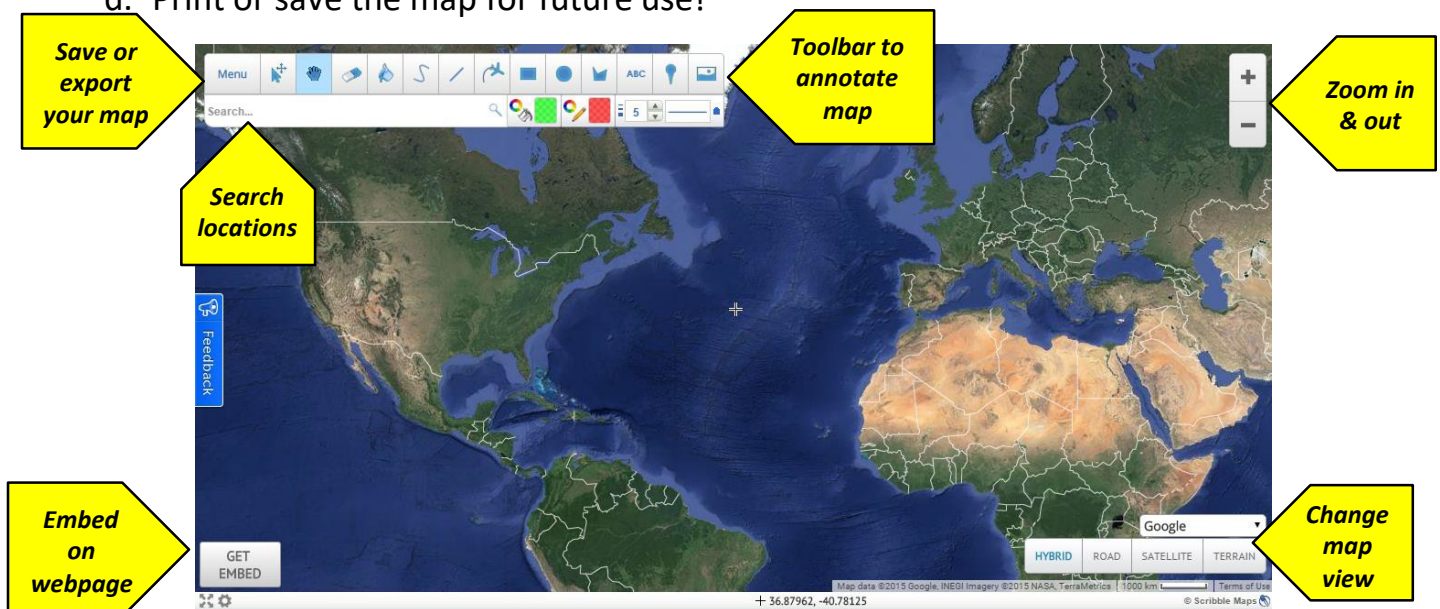 d. Print or save the map for future use!
Save or
export
your map
Toolbar to
annotate
map
Zoom in
& out
Menu
ABC
Search...
5
+
−
Search
locations
Feedback
Embed
on
webpage
GET
EMBED
Google
HYBRID ROAD SATELLITE TERRAIN
Change
map
view
Map data ©2015 Google, INEGI Imagery ©2015 NASA, TerraMetrics 1000 km Terms of Use
36.87962, -40.78125
© Scribble Maps